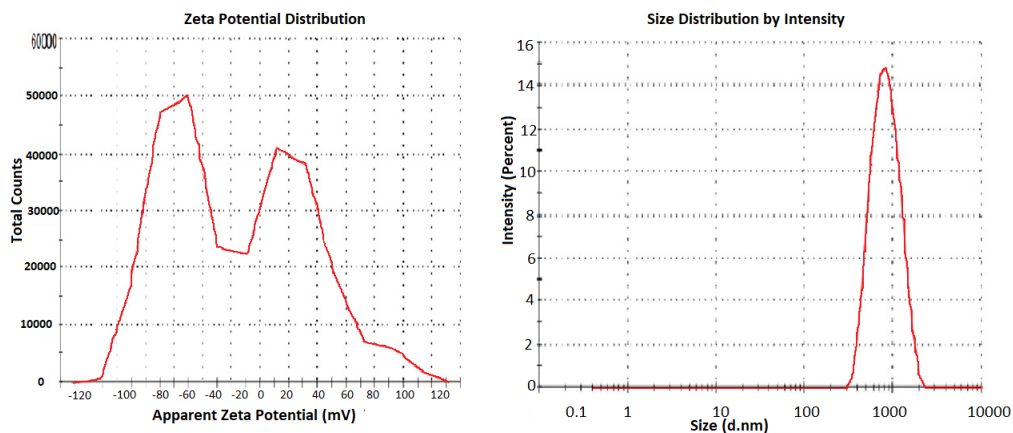 Zeta Potential Distribution
60000
50000
40000
30000
20000
10000
0
Total Counts
-120 -100 -80 -60 -40 -20 0 20 40 60 80 100 120
Apparent Zeta Potential (mV)
Size Distribution by Intensity
16
14
12
10
8
6
4
2
0
Intensity (Percent)
0.1 1 10 100 1000 10000
Size (d.nm)